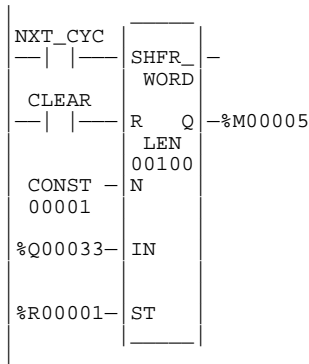 NXT_CYC
SHFR_
WORD
CLEAR
R Q %M00005
LEN
00100
CONST N
00001
%Q00033 IN
%R00001 ST